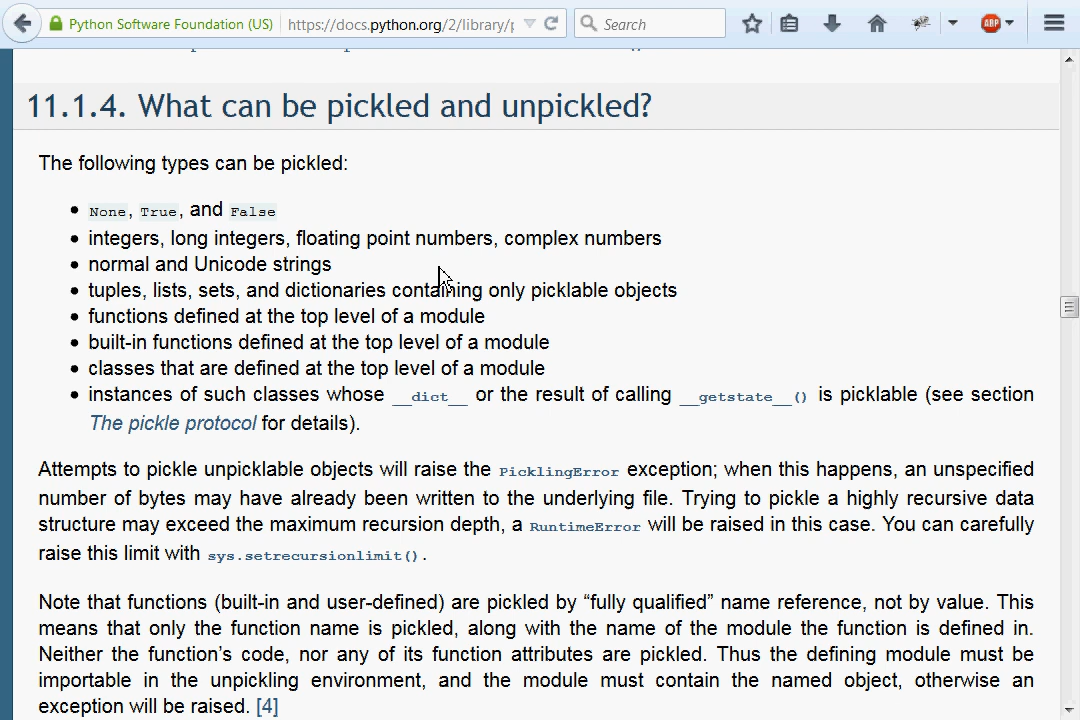 Python Software Foundation (US)
https://docs.python.org/2/library/
Search
ABP
11.1.4. What can be pickled and unpickled?
The following types can be pickled:
• None, True, and False
• integers, long integers, floating point numbers, complex numbers
• normal and Unicode strings
• tuples, lists, sets, and dictionaries containing only picklable objects
• functions defined at the top level of a module
• built-in functions defined at the top level of a module
• classes that are defined at the top level of a module
• instances of such classes whose __dict__ or the result of calling __getstate__() is picklable (see section
The pickle protocol for details).
Attempts to pickle unpicklable objects will raise the PicklingError exception; when this happens, an unspecified
number of bytes may have already been written to the underlying file. Trying to pickle a highly recursive data
structure may exceed the maximum recursion depth, a RuntimeError will be raised in this case. You can carefully
raise this limit with sys.setrecursionlimit().
Note that functions (built-in and user-defined) are pickled by “fully qualified” name reference, not by value. This
means that only the function name is pickled, along with the name of the module the function is defined in.
Neither the function’s code, nor any of its function attributes are pickled. Thus the defining module must be
importable in the unpickling environment, and the module must contain the named object, otherwise an
exception will be raised. [4]